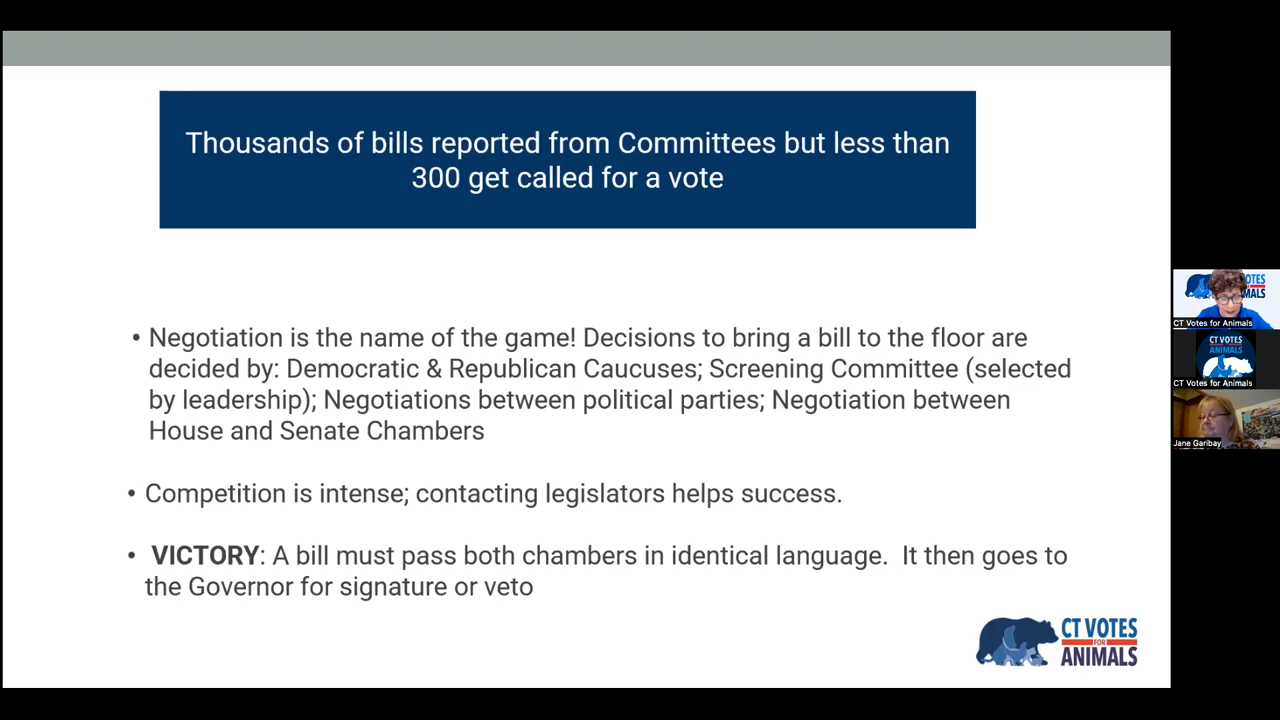 Thousands of bills reported from Committees but less than
300 get called for a vote
• Negotiation is the name of the game! Decisions to bring a bill to the floor are
decided by: Democratic & Republican Caucuses; Screening Committee (selected
by leadership); Negotiations between political parties; Negotiation between
House and Senate Chambers
• Competition is intense; contacting legislators helps success.
• VICTORY: A bill must pass both chambers in identical language. It then goes to
the Governor for signature or veto
CT VOTES
FOR
ANIMALS
OTES
MALS
CT Votes for Animals
CT VOTES
ANIMALS
CT Votes for Animals
Jane Garibay